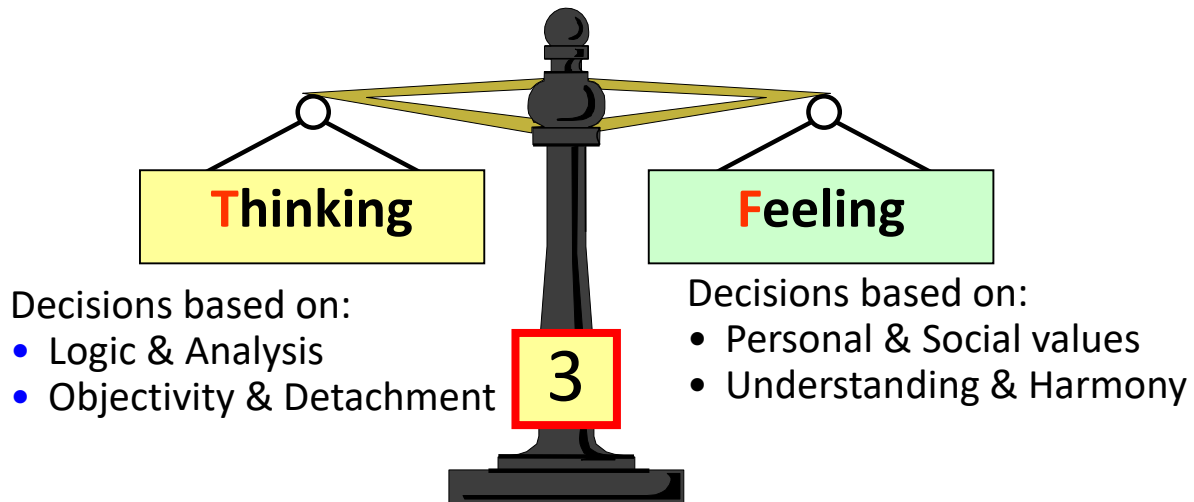 Thinking
Decisions based on:
• Logic & Analysis
• Objectivity & Detachment
3
Feeling
Decisions based on:
• Personal & Social values
• Understanding & Harmony